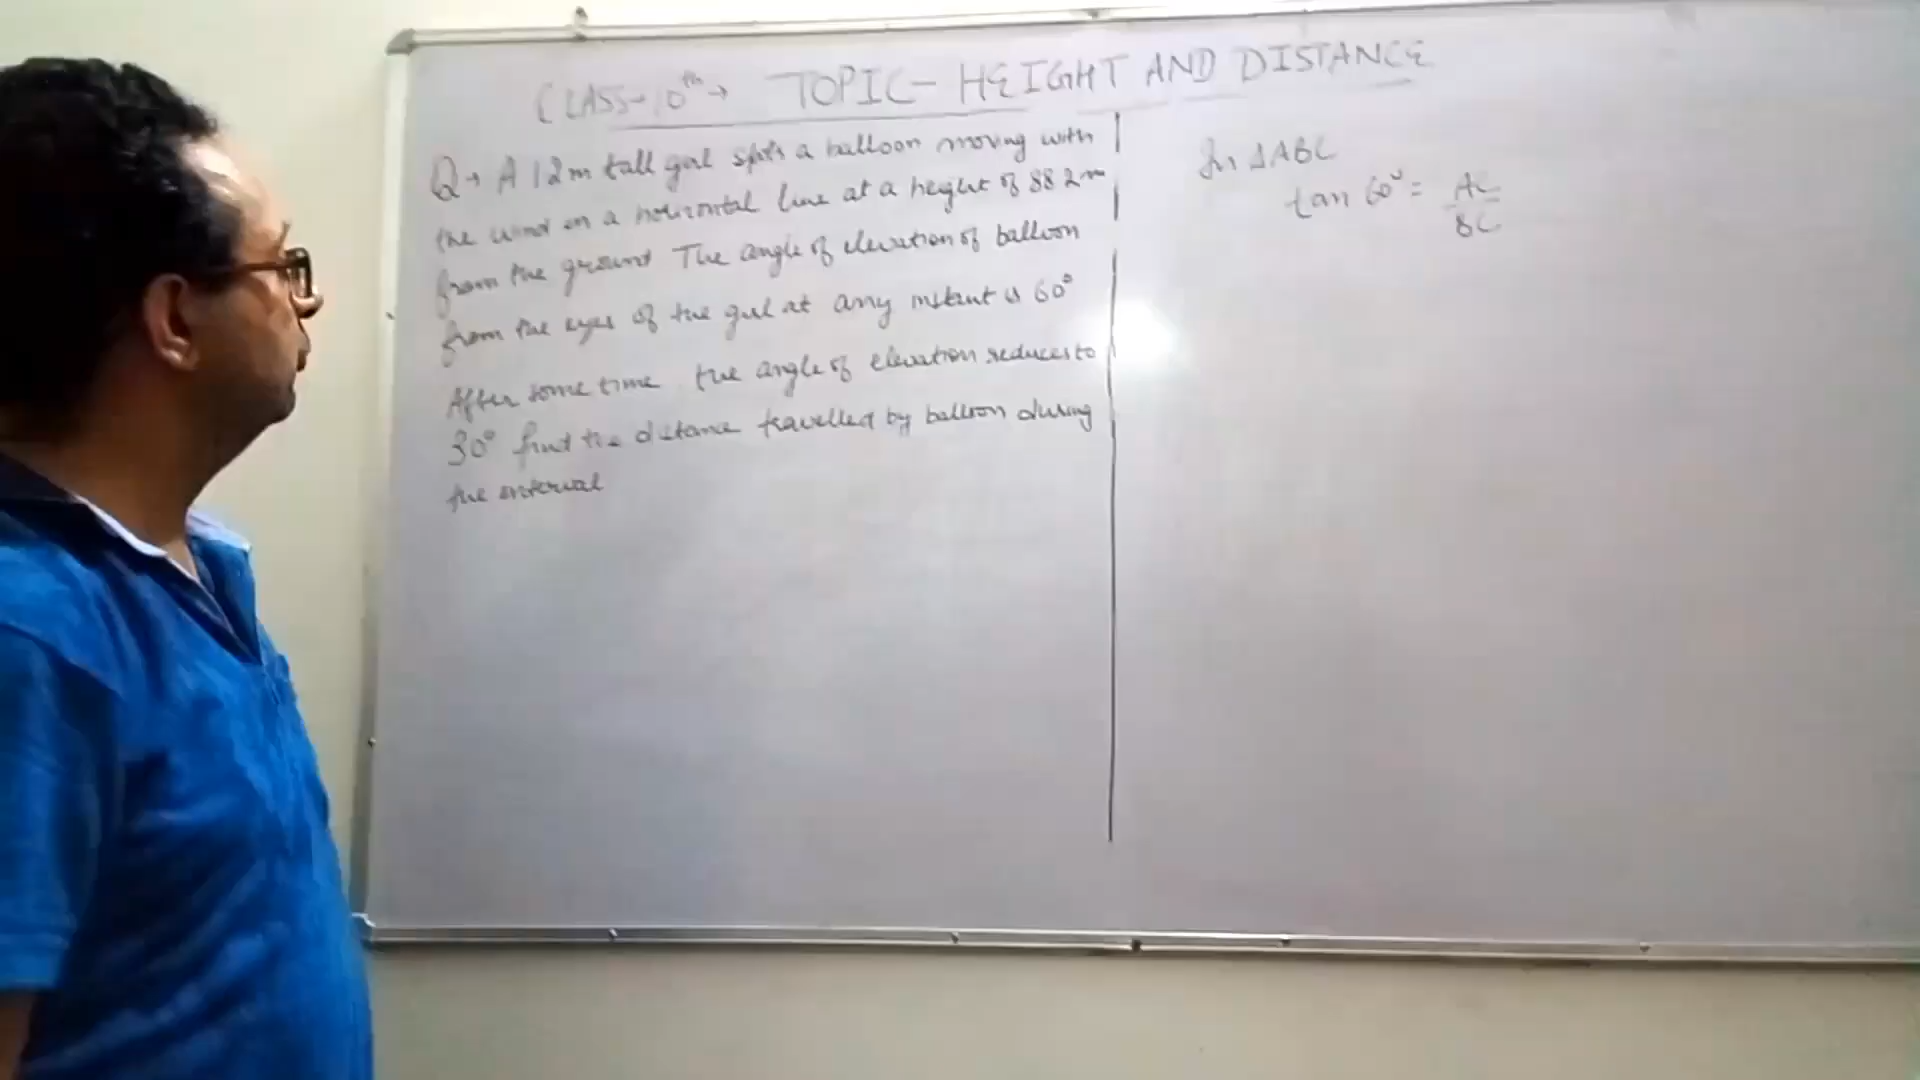 CLASS-10th→ TOPIC- HEIGHT AND DISTANCE
Q→ A 1.2m tall girl spots a balloon moving with
the wind in a horizontal line at a height of 88.2m
from the ground The angle of elevation of balloon
from the eyes of the girl at any instant is 60°
After some time the angle of elevation reduces to
30° find the distance travelled by balloon during
the interval
In ΔABC
tan 60° = AC
BC